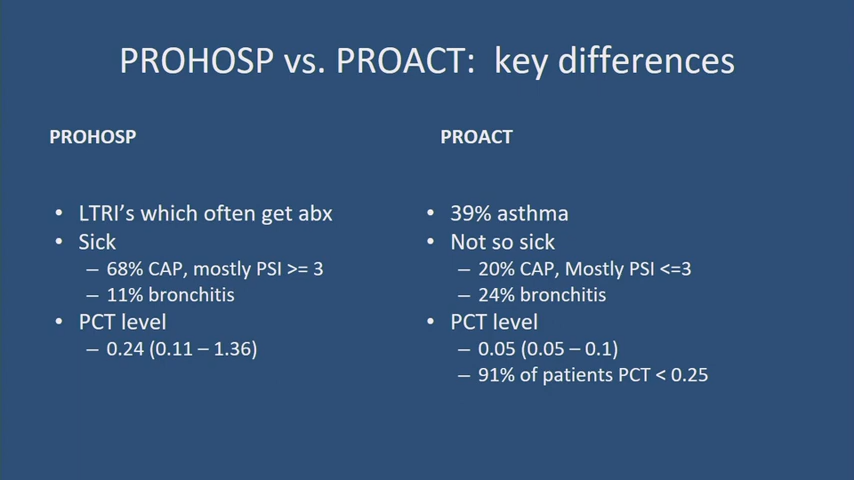 PROHOSP vs. PROACT: key differences
PROHOSP
• LTRI's which often get abx
• Sick
– 68% CAP, mostly PSI >= 3
– 11% bronchitis
• PCT level
– 0.24 (0.11 – 1.36)
PROACT
• 39% asthma
• Not so sick
– 20% CAP, Mostly PSI <=3
– 24% bronchitis
• PCT level
– 0.05 (0.05 – 0.1)
– 91% of patients PCT < 0.25